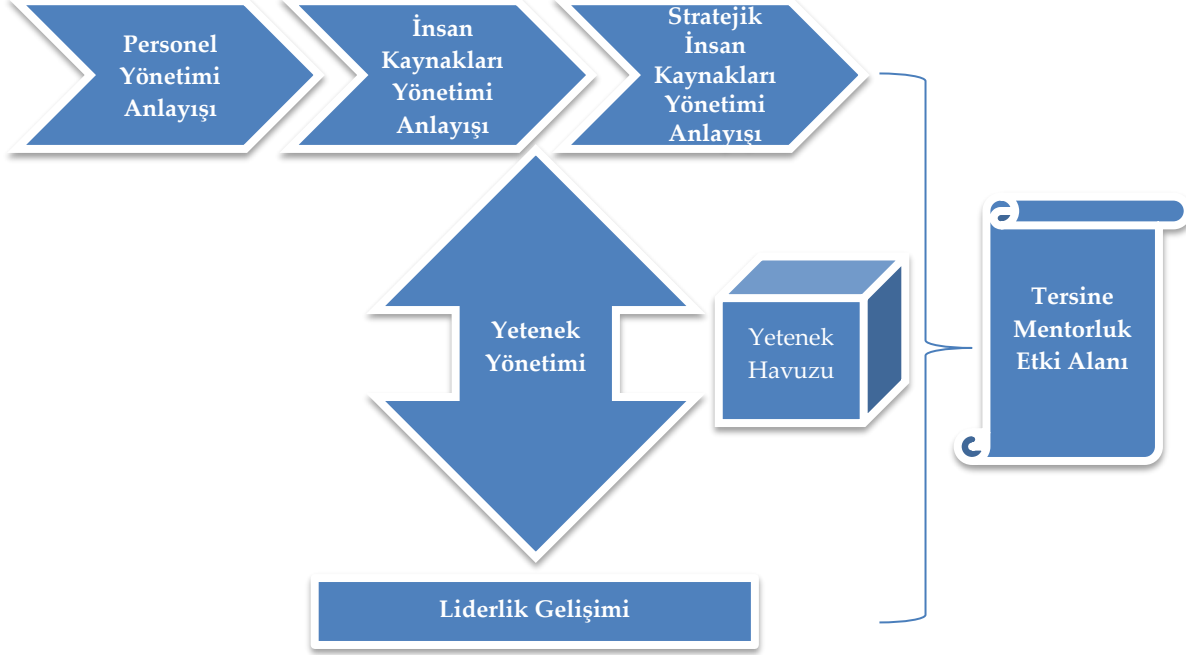 Personel
Yönetimi
Anlayışı
İnsan
Kaynakları
Yönetimi
Anlayışı
Stratejik
İnsan
Kaynakları
Yönetimi
Anlayışı
Yetenek
Yönetimi
Yetenek
Havuzu
Tersine
Mentorluk
Etki Alanı
Liderlik Gelişimi